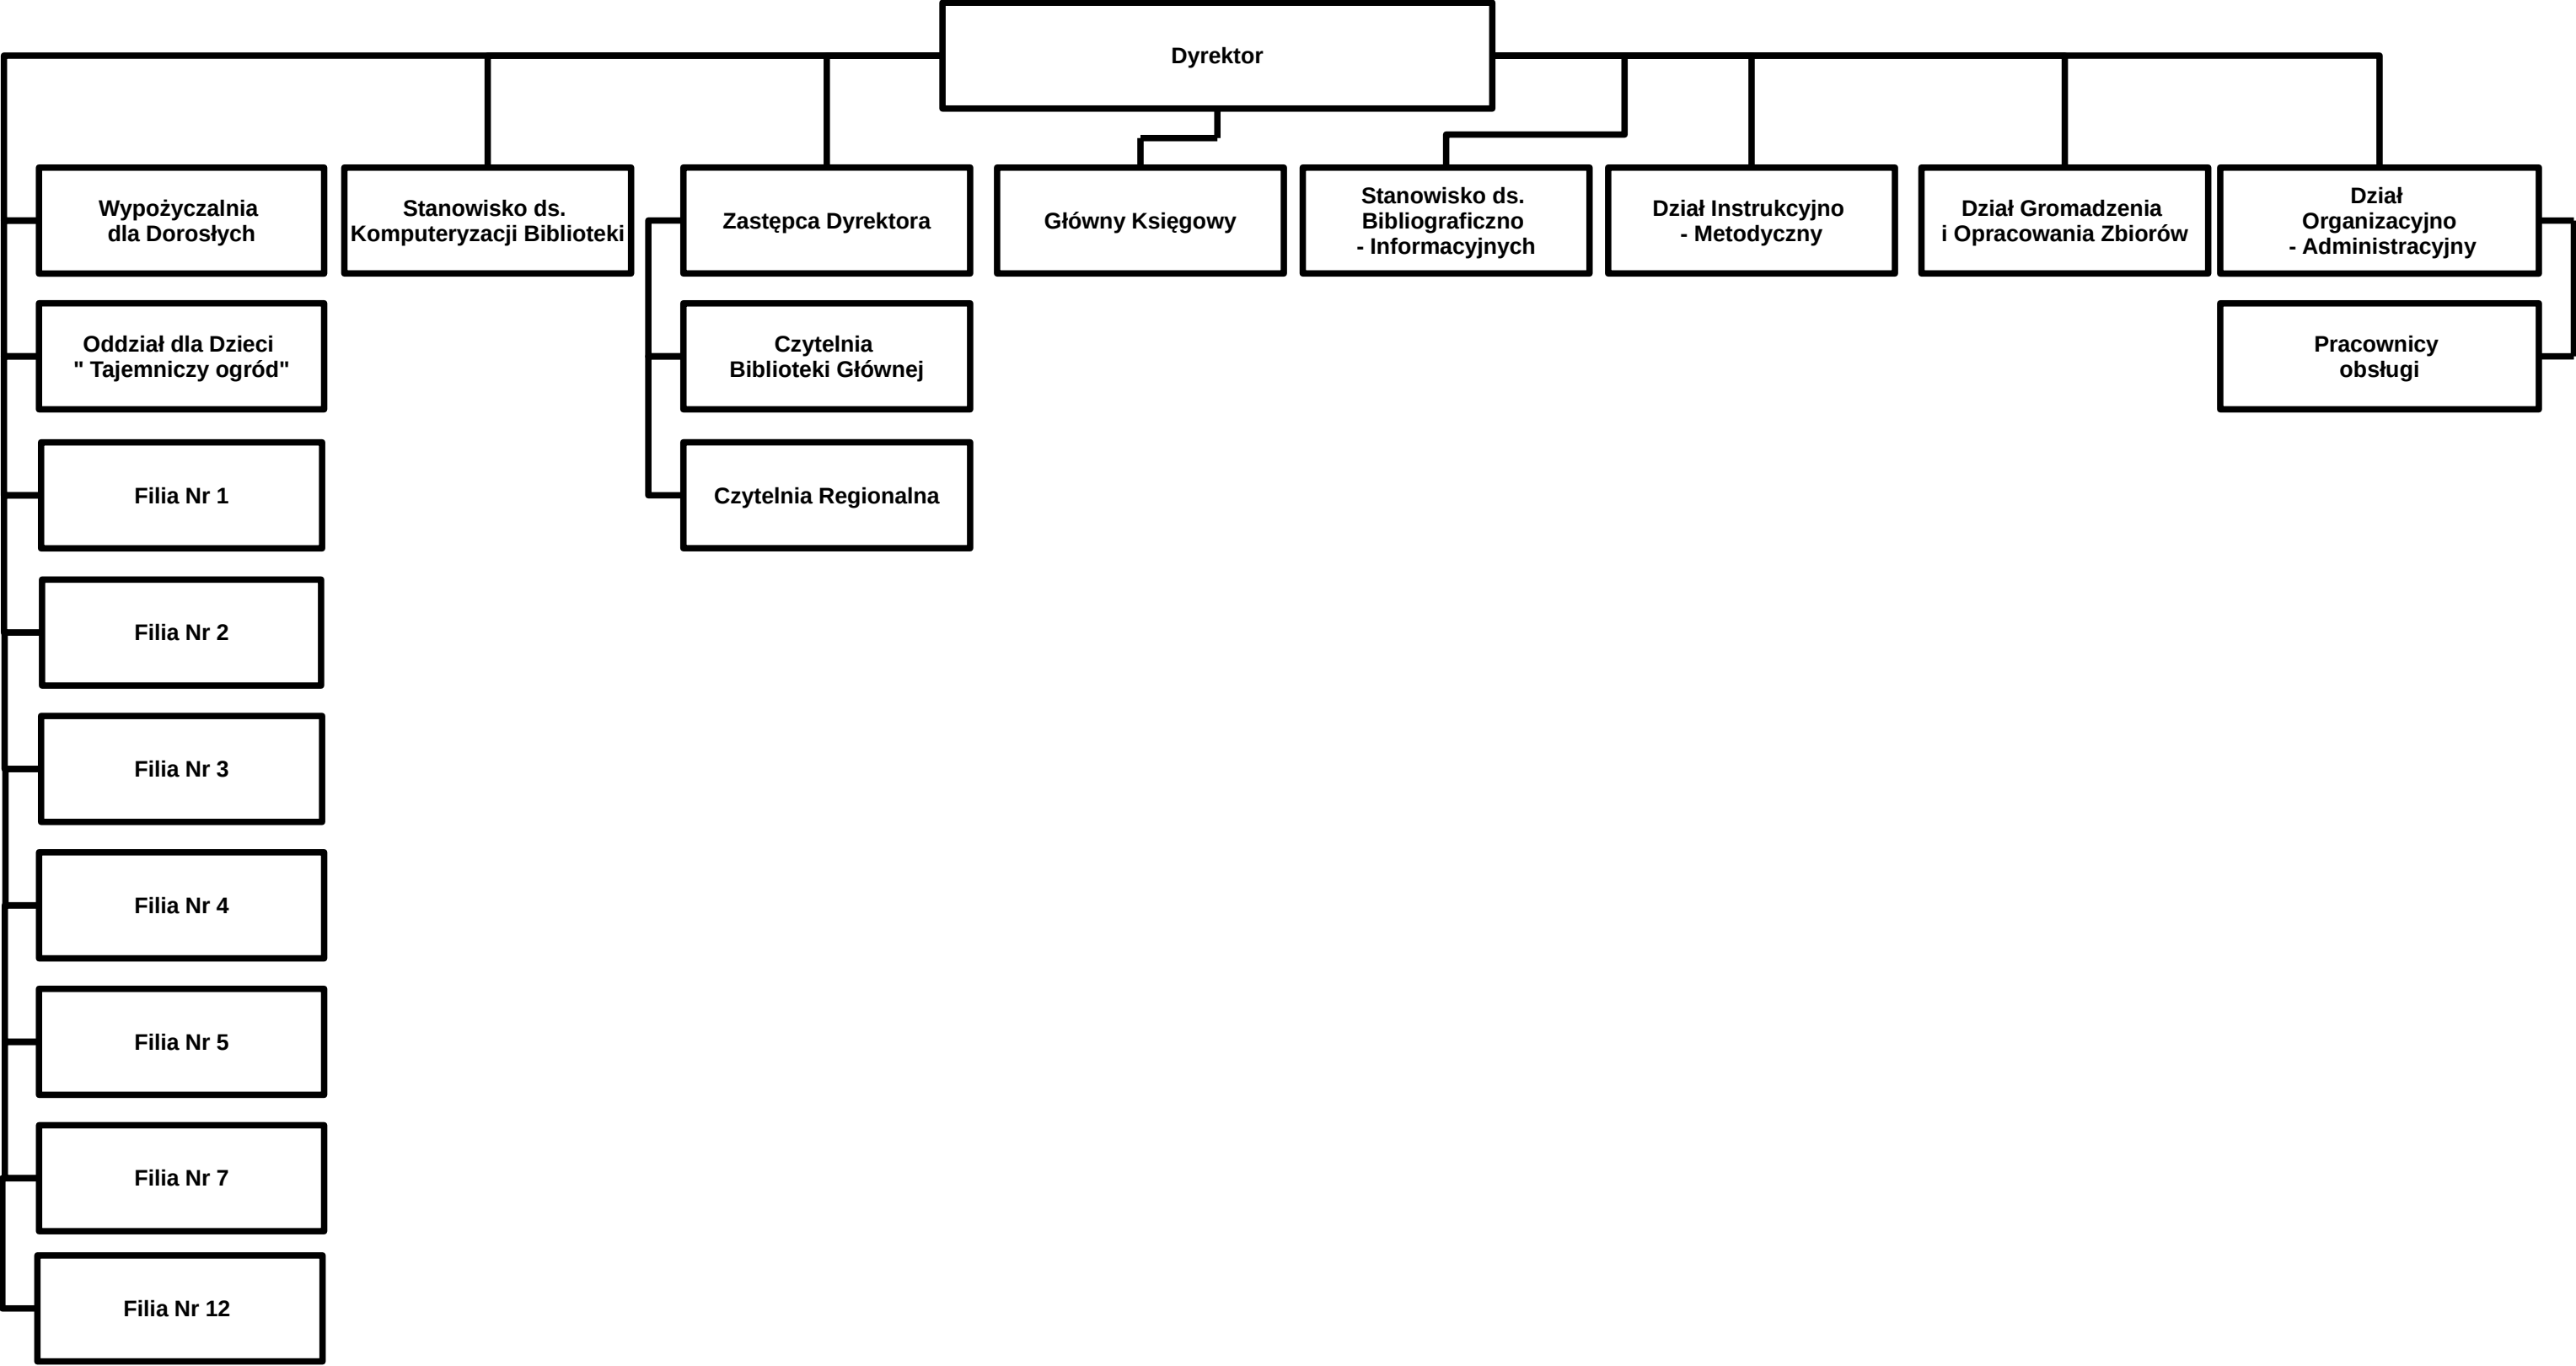 Dyrektor
Wypożyczalnia
dla Dorosłych
Stanowisko ds.
Komputeryzacji Biblioteki
Zastępca Dyrektora
Główny Księgowy
Stanowisko ds.
Bibliograficzno
- Informacyjnych
Dział Instrukcyjno
- Metodyczny
Dział Gromadzenia
i Opracowania Zbiorów
Dział
Organizacyjno
- Administracyjny
Oddział dla Dzieci
" Tajemniczy ogród"
Czytelnia
Biblioteki Głównej
Pracownicy
obsługi
Filia Nr 1
Czytelnia Regionalna
Filia Nr 2
Filia Nr 3
Filia Nr 4
Filia Nr 5
Filia Nr 7
Filia Nr 12